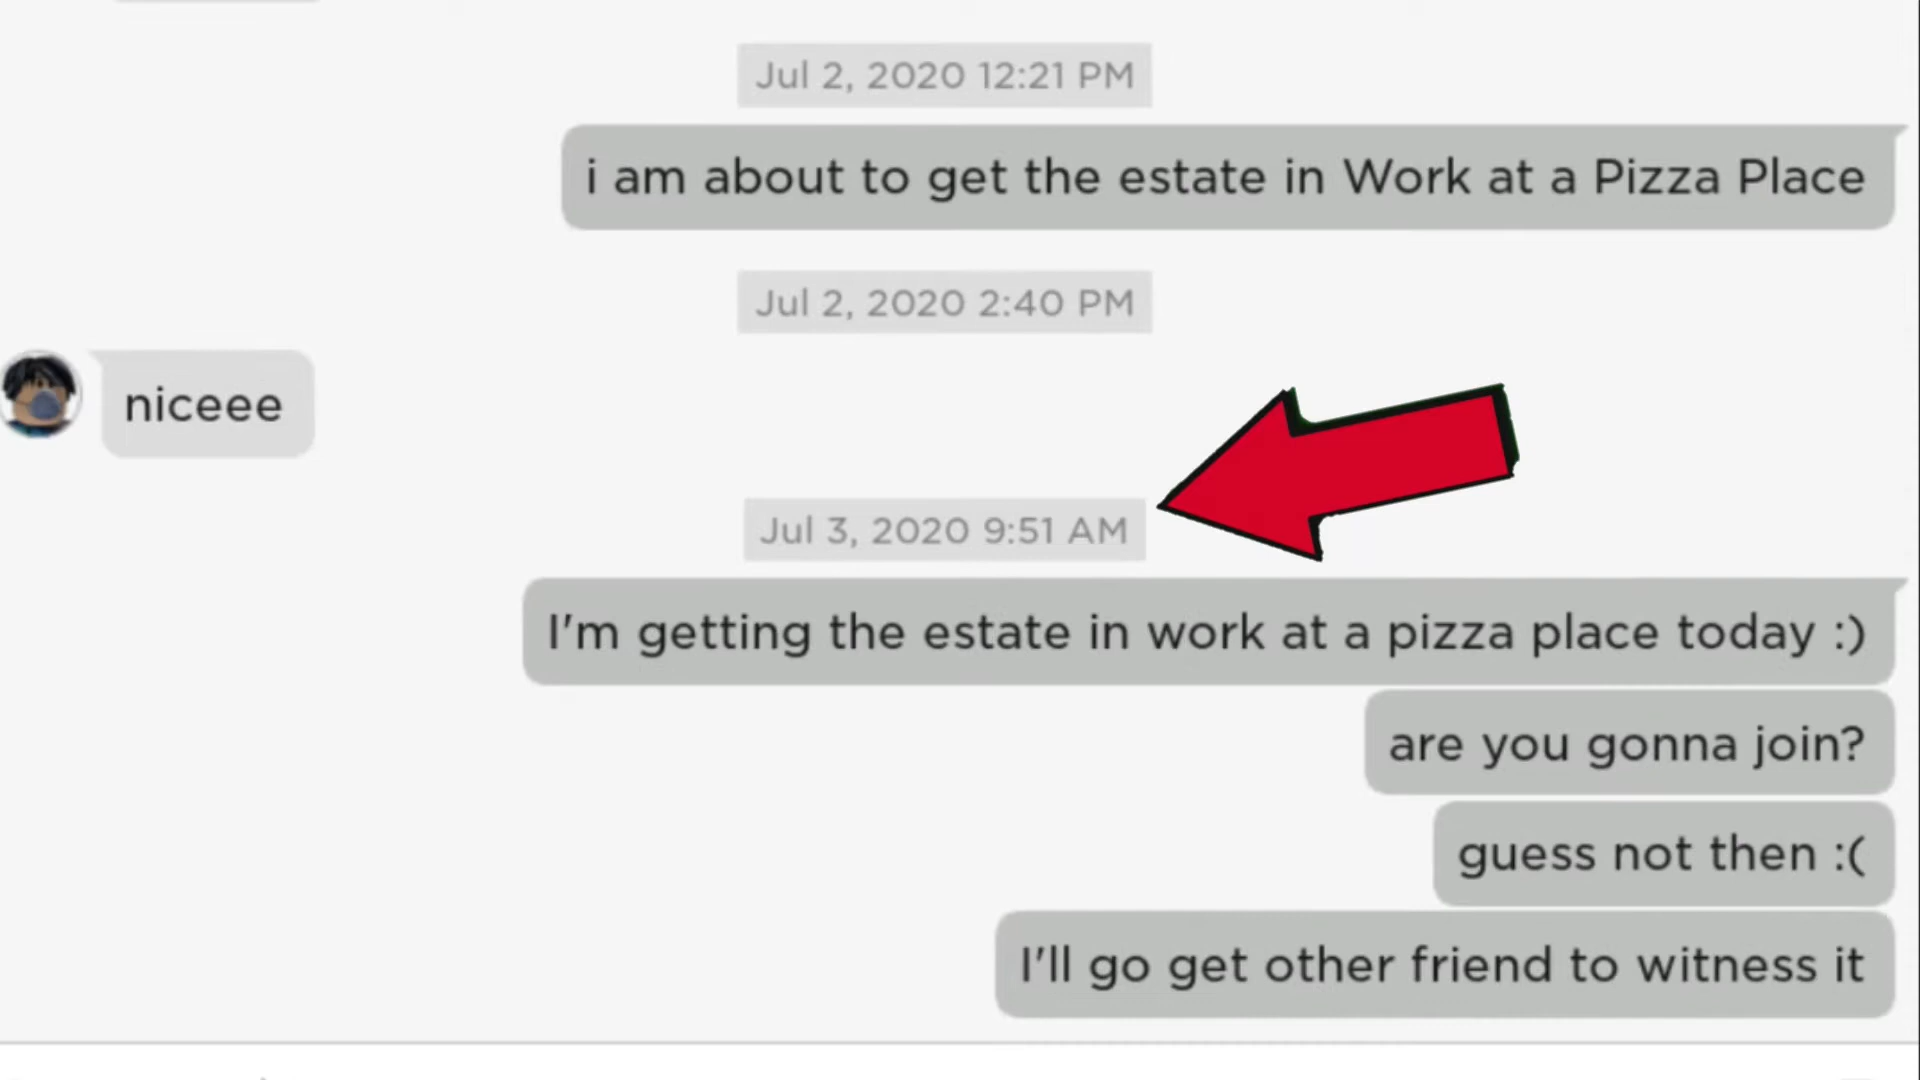 Jul 2, 2020 12:21 PM
i am about to get the estate in Work at a Pizza Place
Jul 2, 2020 2:40 PM
niceee
Jul 3, 2020 9:51 AM
I'm getting the estate in work at a pizza place today :)
are you gonna join?
guess not then :(
I'll go get other friend to witness it